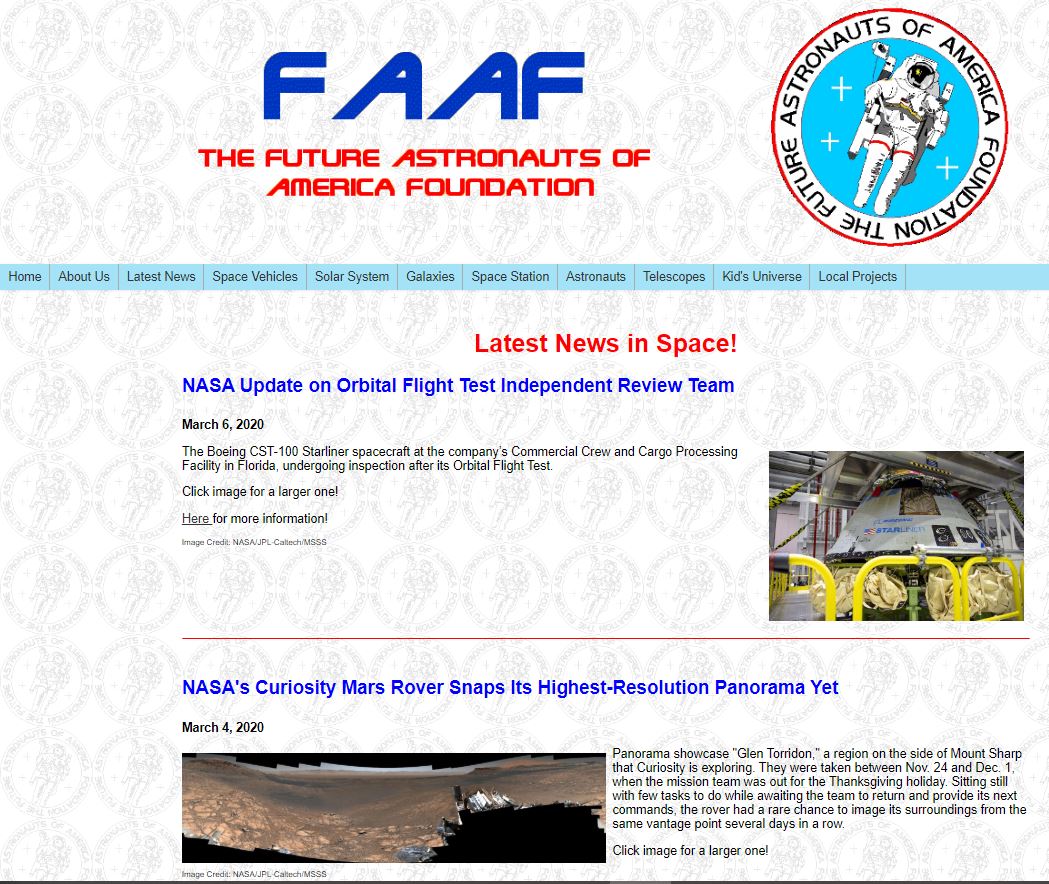 FAAF
THE FUTURE ASTRONAUTS OF
AMERICA FOUNDATION
THE FUTURE ASTRONAUTS OF AMERICA FOUNDATION
Home About Us Latest News Space Vehicles Solar System Galaxies Space Station Astronauts Telescopes Kid's Universe Local Projects
Latest News in Space!
NASA Update on Orbital Flight Test Independent Review Team
March 6, 2020
The Boeing CST-100 Starliner spacecraft at the company's Commercial Crew and Cargo Processing
Facility in Florida, undergoing inspection after its Orbital Flight Test.
Click image for a larger one!
Here for more information!
Image Credit: NASA/JPL-Caltech/MSSS
BOEING
STARLINER
NASA's Curiosity Mars Rover Snaps Its Highest-Resolution Panorama Yet
March 4, 2020
Panorama showcase "Glen Torridon," a region on the side of Mount Sharp
that Curiosity is exploring. They were taken between Nov. 24 and Dec. 1,
when the mission team was out for the Thanksgiving holiday. Sitting still
with few tasks to do while awaiting the team to return and provide its next
commands, the rover had a rare chance to image its surroundings from the
same vantage point several days in a row.
Click image for a larger one!
Image Credit: NASA/JPL-Caltech/MSSS